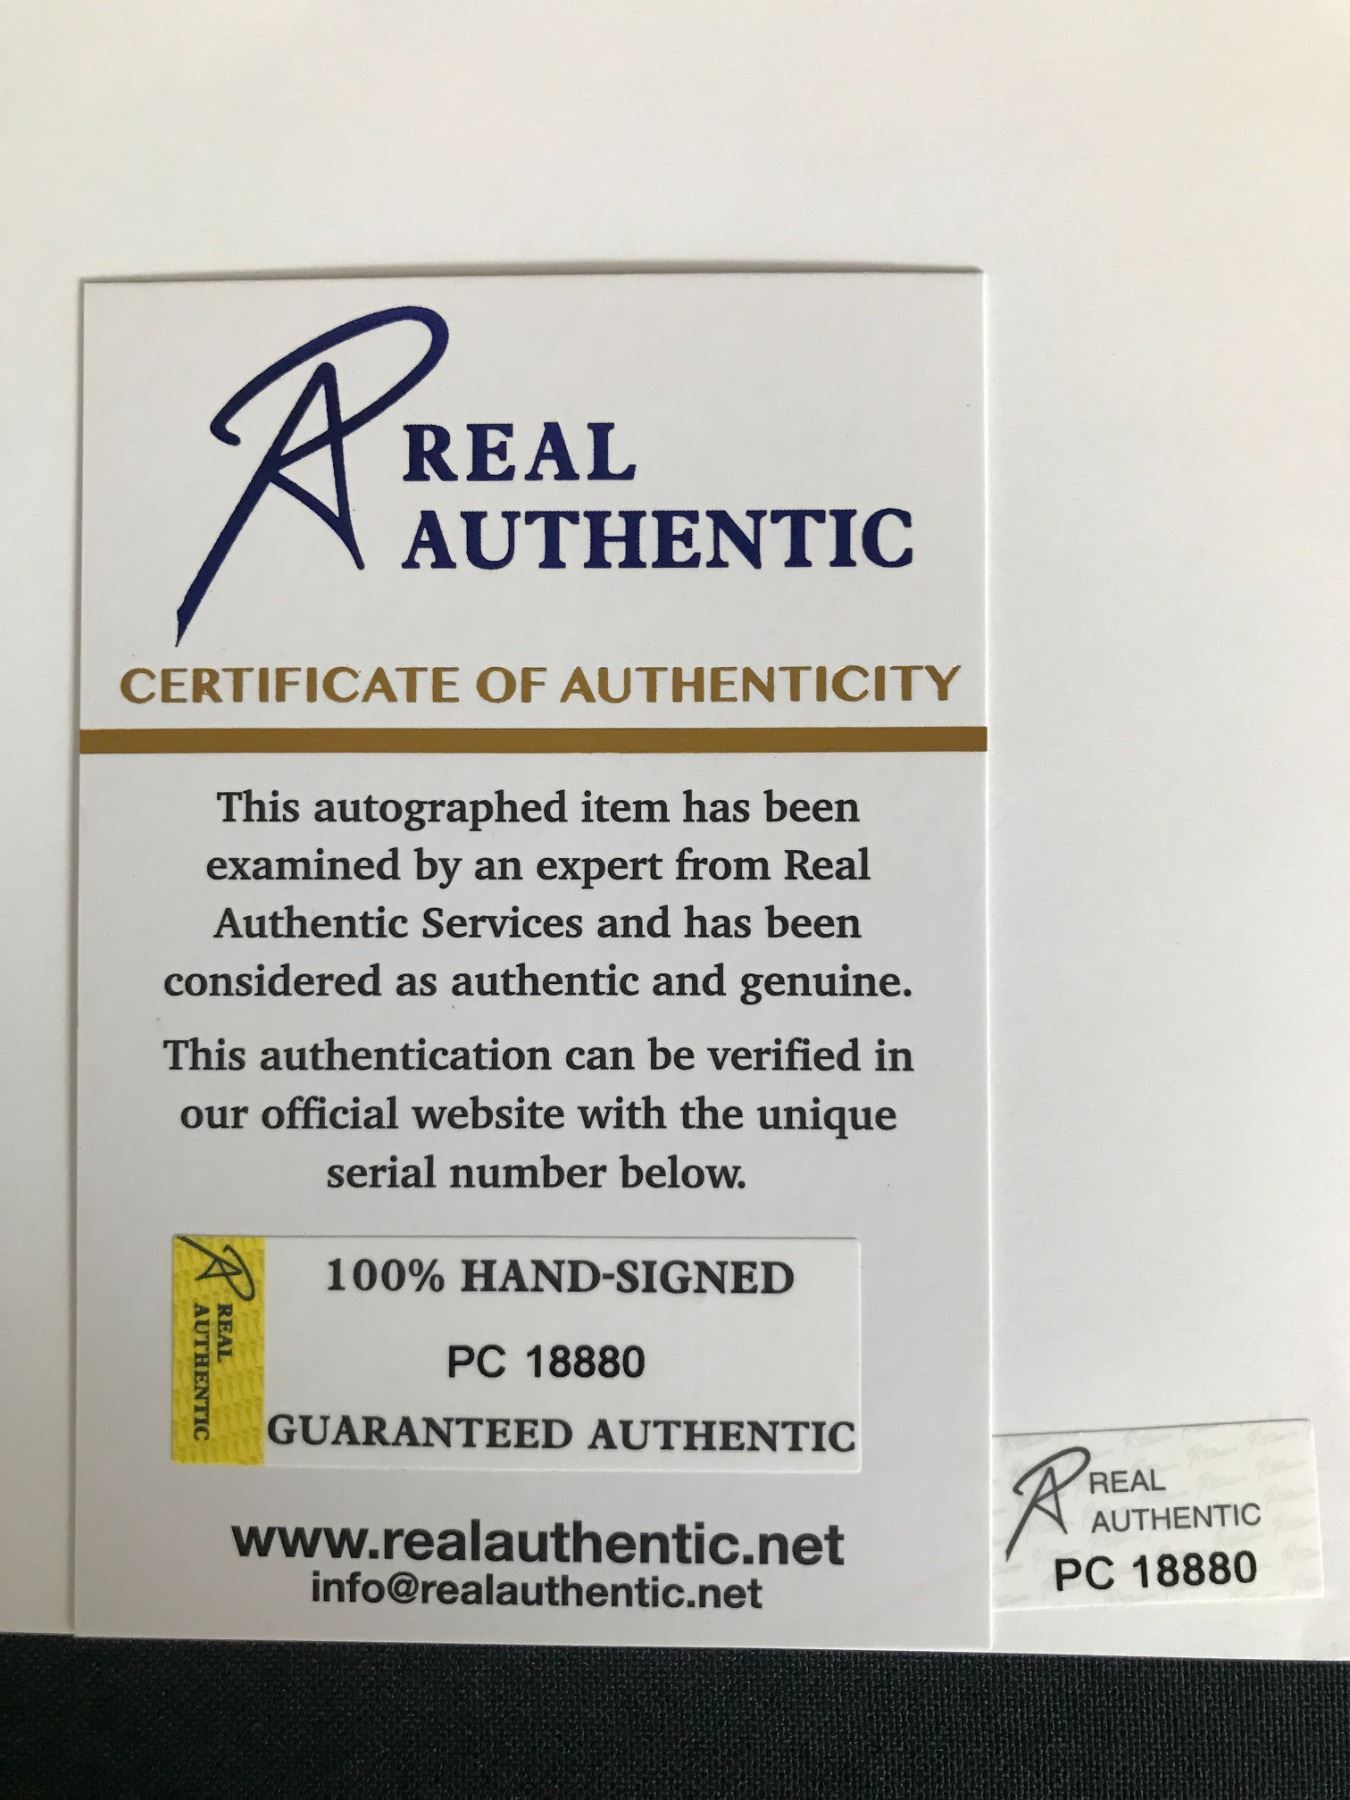 REAL
AUTHENTIC
CERTIFICATE OF AUTHENTICITY
This autographed item has been
examined by an expert from Real
Authentic Services and has been
considered as authentic and genuine.
This authentication can be verified in
our official website with the unique
serial number below.
REAL
AUTHENTIC
100% HAND-SIGNED
PC 18880
GUARANTEED AUTHENTIC
www.realauthentic.net
info@realauthentic.net
REAL
AUTHENTIC
PC 18880